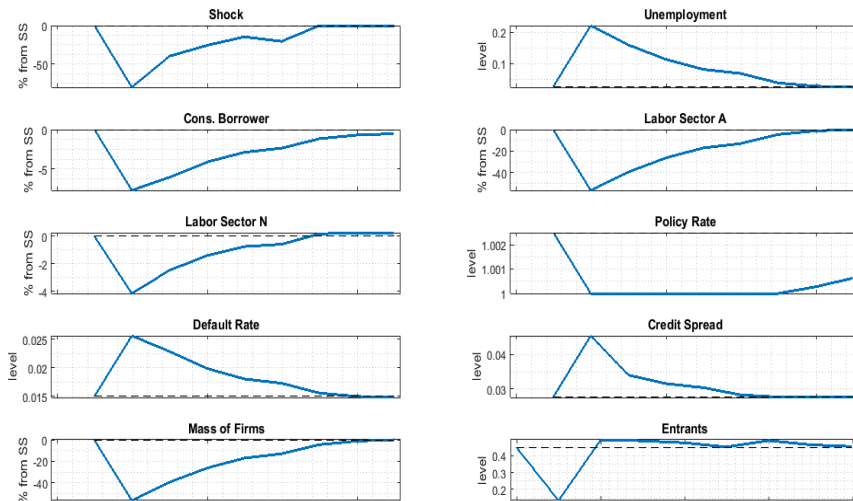 Shock
% from SS
0
-50
Unemployment
level
0.2
0.1
Cons. Borrower
% from SS
0
-5
Labor Sector A
% from SS
0
-20
-40
Labor Sector N
% from SS
0
-2
-4
Policy Rate
level
1.002
1.001
1
Default Rate
level
0.025
0.02
0.015
Credit Spread
level
0.04
0.03
Mass of Firms
% from SS
0
-20
-40
Entrants
level
0.4
0.3
0.2